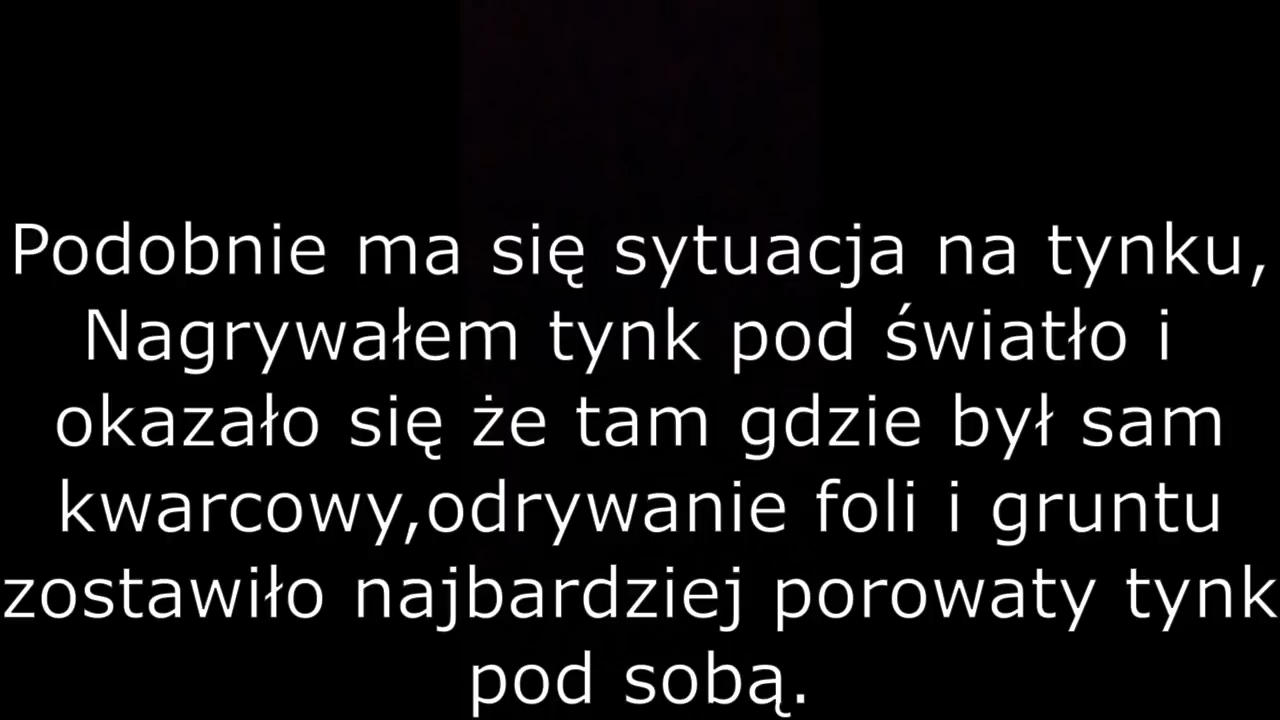 Podobnie ma się sytuacja na tynku,
Nagrywałem tynk pod światło i
okazało się że tam gdzie był sam
kwarcowy,odrywanie foli i gruntu
zostawiło najbardziej porowaty tynk
pod sobą.